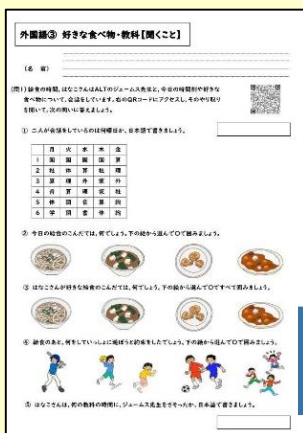 外国語③ 好きな食べ物・教科【聞くこと】
(名 前)
(問1) 給食の時間、はなこさんはALTのジェームス先生と、今日の時間割や好きな
食べ物について、会話をしています。右のQRコードにアクセスし、そのやり取り
を聞いて、次の問いに答えましょう。
① 二人が会話をしているのは何曜日か、日本語で書きましょう。
月 火 水 木 金
1 国 国 国 国 算
2 社 体 算 社 理
3 算 理 外 家 外
4 音 算 理 家 社
5 体 図 音 算
6 学 図 体
② 今日の給食のこんだては、何でしょう。下の絵から選んで○で囲みましょう。
③ はなこさんが好きな給食のこんだては、何でしょう。下の絵から選んで○ですべて囲みましょう。
④ 給食のあと、何をしていっしょに遊ぼうと約束をしたでしょう。下の絵から選んで○で囲みましょう。
⑤ はなこさんは、何の教科の時間に、ジェームス先生をさそったか、日本語で書きましょう。